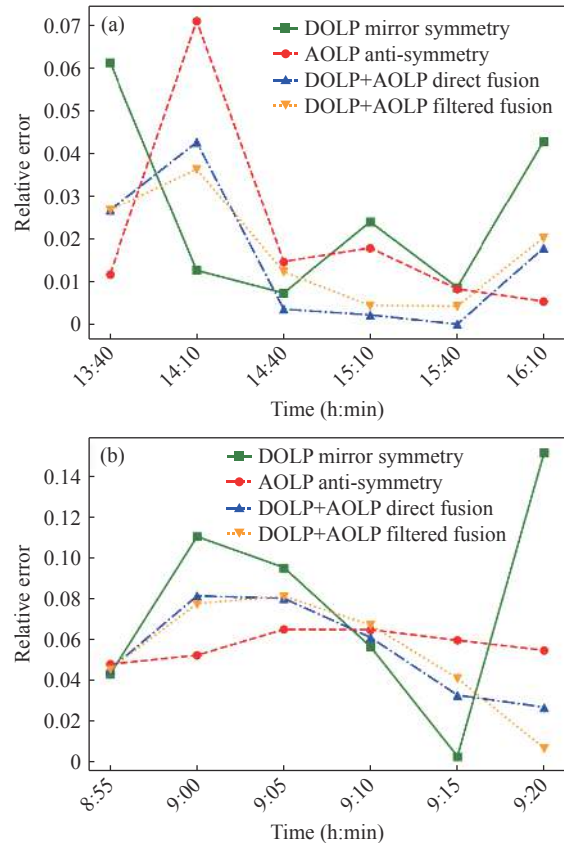 (a)
DOLP mirror symmetry
AOLP anti-symmetry
DOLP+AOLP direct fusion
DOLP+AOLP filtered fusion
Relative error
0.07
0.06
0.05
0.04
0.03
0.02
0.01
0
13:40
14:10
14:40
15:10
15:40
16:10
Time (h:min)
(b)
DOLP mirror symmetry
AOLP anti-symmetry
DOLP+AOLP direct fusion
DOLP+AOLP filtered fusion
Relative error
0.14
0.12
0.10
0.08
0.06
0.04
0.02
0
8:55
9:00
9:05
9:10
9:15
9:20
Time (h:min)